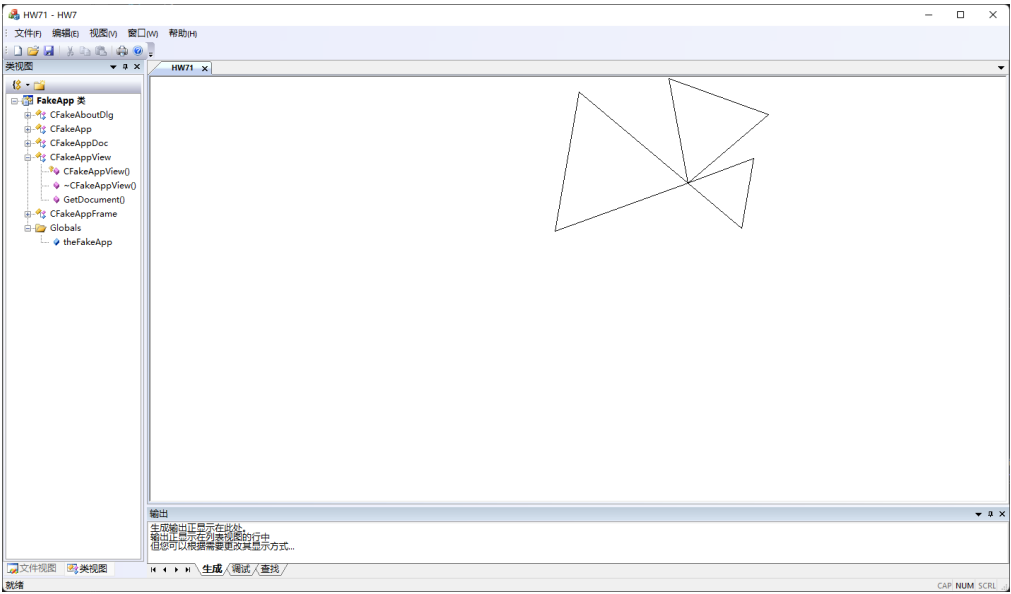 HW71 - HW7
文件(F) 编辑(E) 视图(V) 窗口(W) 帮助(H)
类视图
HW71
FakeApp 类
CFakeAboutDlg
CFakeApp
CFakeAppDoc
CFakeAppView
CFakeAppView()
~CFakeAppView()
GetDocument()
CFakeAppFrame
Globals
theFakeApp
输出
生成输出正显示在此处。
输出正显示在列表视图的行中
但您可以根据需要更改其显示方式...
文件视图 类视图
生成 调试 查找
就绪
CAP NUM SCRL